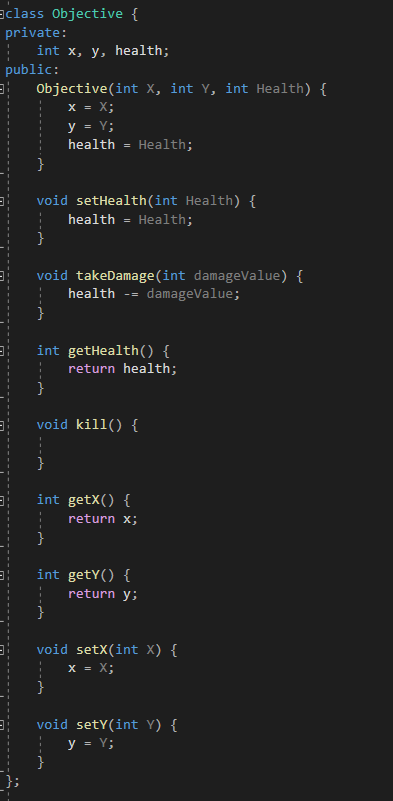 class Objective {
private:
    int x, y, health;
public:
    Objective(int X, int Y, int Health) {
        x = X;
        y = Y;
        health = Health;
    }

    void setHealth(int Health) {
        health = Health;
    }

    void takeDamage(int damageValue) {
        health -= damageValue;
    }

    int getHealth() {
        return health;
    }

    void kill() {

    }

    int getX() {
        return x;
    }

    int getY() {
        return y;
    }

    void setX(int X) {
        x = X;
    }

    void setY(int Y) {
        y = Y;
    }
};